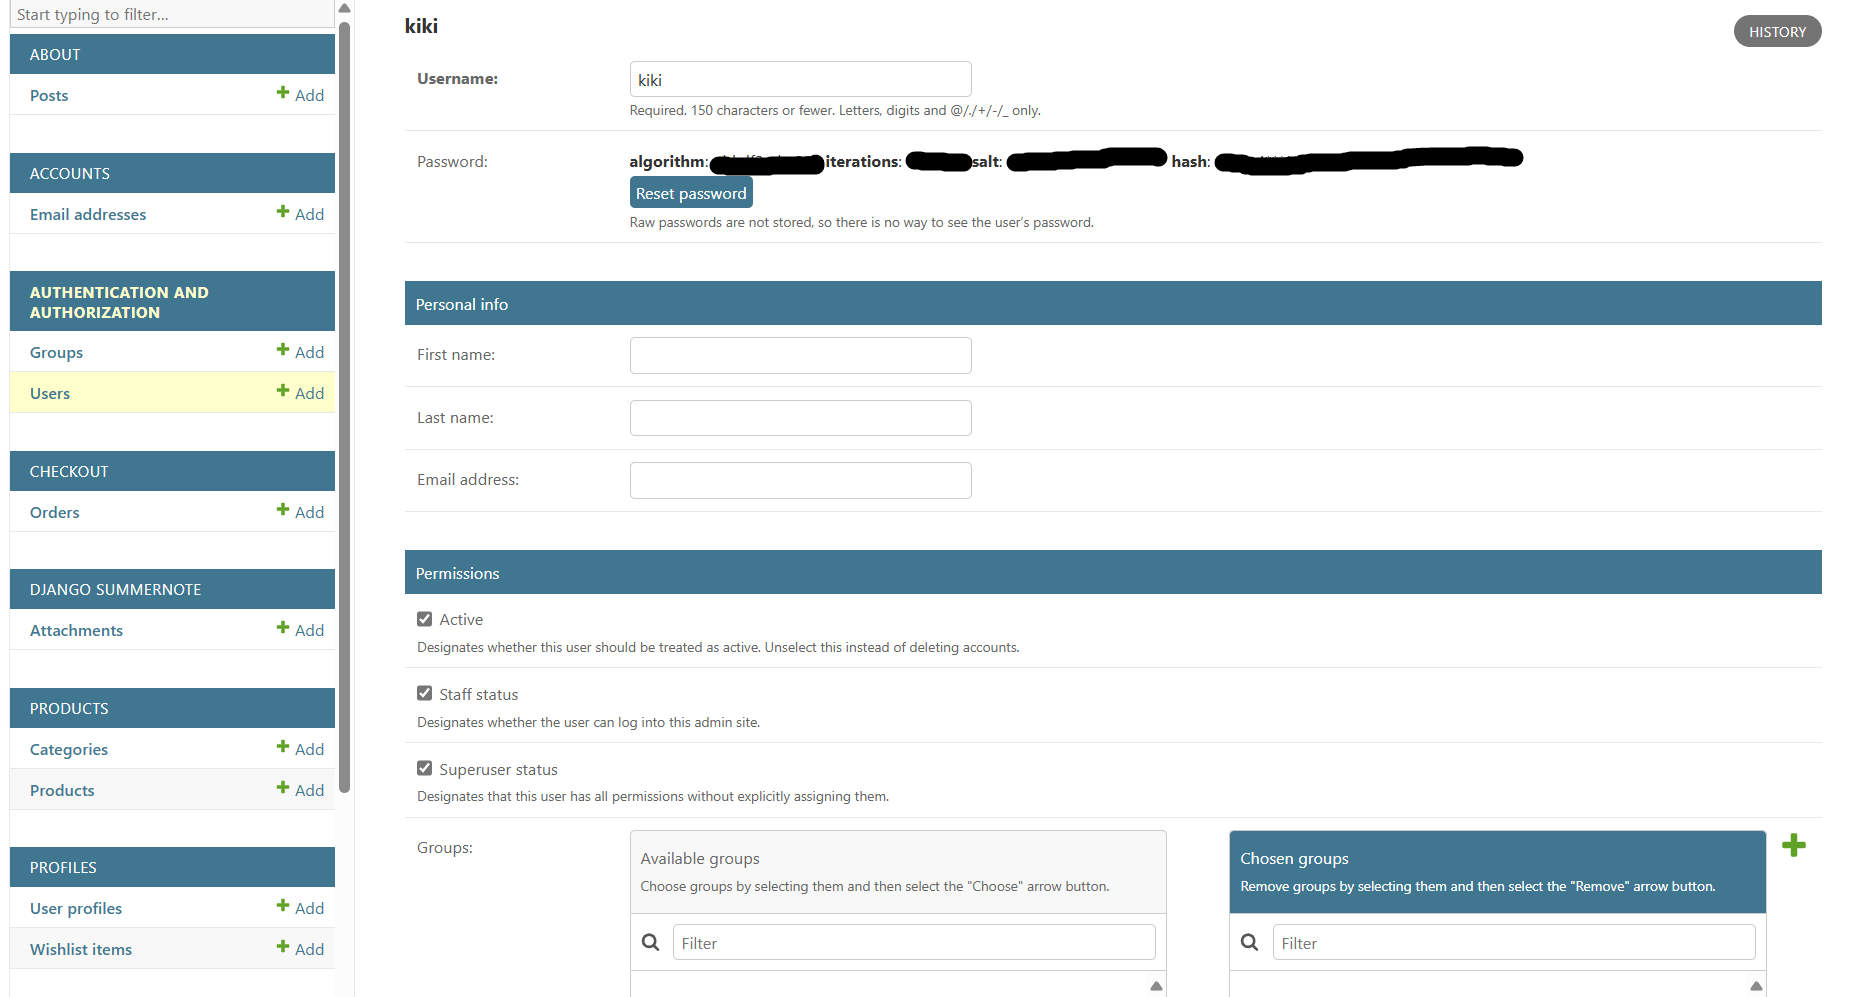 Start typing to filter...
ABOUT
Posts
Add
ACCOUNTS
Email addresses
Add
AUTHENTICATION AND
AUTHORIZATION
Groups
Add
Users
Add
CHECKOUT
Orders
Add
DJANGO SUMMERNOTE
Attachments
Add
PRODUCTS
Categories
Add
Products
Add
PROFILES
User profiles
Add
Wishlist items
Add
kiki
HISTORY
Username:
kiki
Required. 150 characters or fewer. Letters, digits and @/./+/-/_ only.
Password:
algorithm: iterations: salt: hash:
Reset password
Raw passwords are not stored, so there is no way to see the user’s password.
Personal info
First name:
Last name:
Email address:
Permissions
Active
Designates whether this user should be treated as active. Unselect this instead of deleting accounts.
Staff status
Designates whether the user can log into this admin site.
Superuser status
Designates that this user has all permissions without explicitly assigning them.
Groups:
Available groups
Choose groups by selecting them and then select the "Choose" arrow button.
Filter
Chosen groups
Remove groups by selecting them and then select the "Remove" arrow button.
Filter